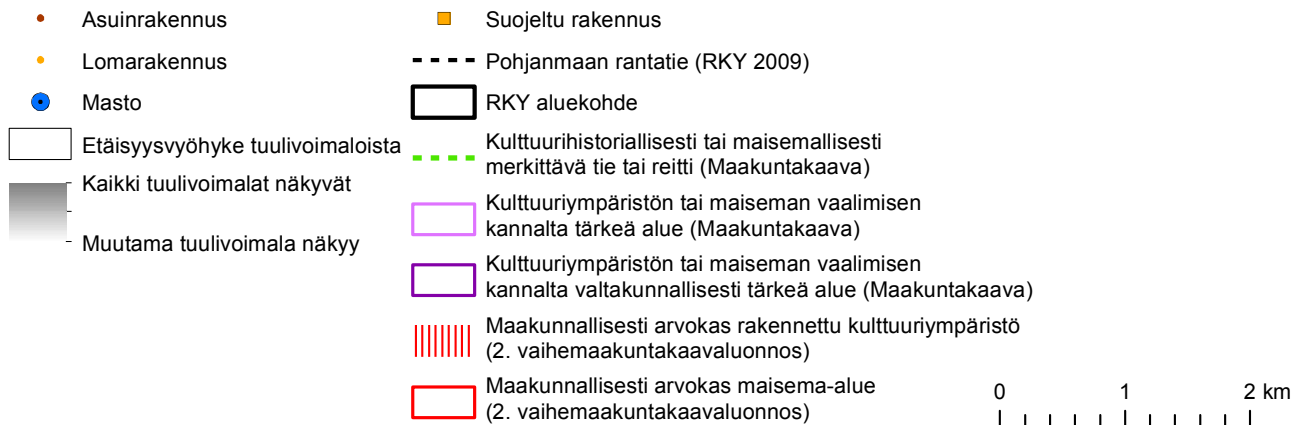 Asuinrakennus
Lomarakennus
Masto
Etäisyysvyöhyke tuulivoimaloista
Kaikki tuulivoimalat näkyvät
Muutama tuulivoimala näkyy
Suojeltu rakennus
Pohjanmaan rantatie (RKY 2009)
RKY aluekohde
Kulttuurihistoriallisesti tai maisemallisesti
merkittävä tie tai reitti (Maakuntakaava)
Kulttuuriympäristön tai maiseman vaalimisen
kannalta tärkeä alue (Maakuntakaava)
Kulttuuriympäristön tai maiseman vaalimisen
kannalta valtakunnallisesti tärkeä alue (Maakuntakaava)
Maakunnallisesti arvokas rakennettu kulttuuriympäristö
(2. vaihemaakuntakaavaluonnos)
Maakunnallisesti arvokas maisema-alue
(2. vaihemaakuntakaavaluonnos)
0 1 2 km